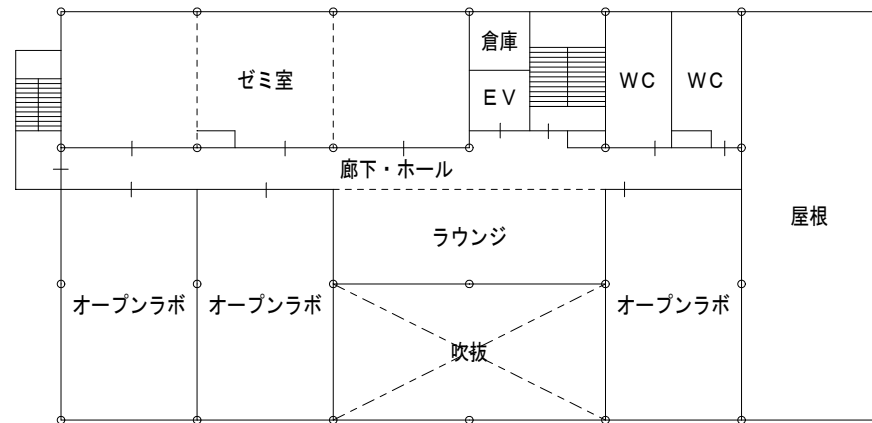 倉庫
ゼミ室
ＥＶ
ＷＣ
ＷＣ
廊下・ホール
屋根
ラウンジ
オープンラボ
オープンラボ
オープンラボ
吹抜